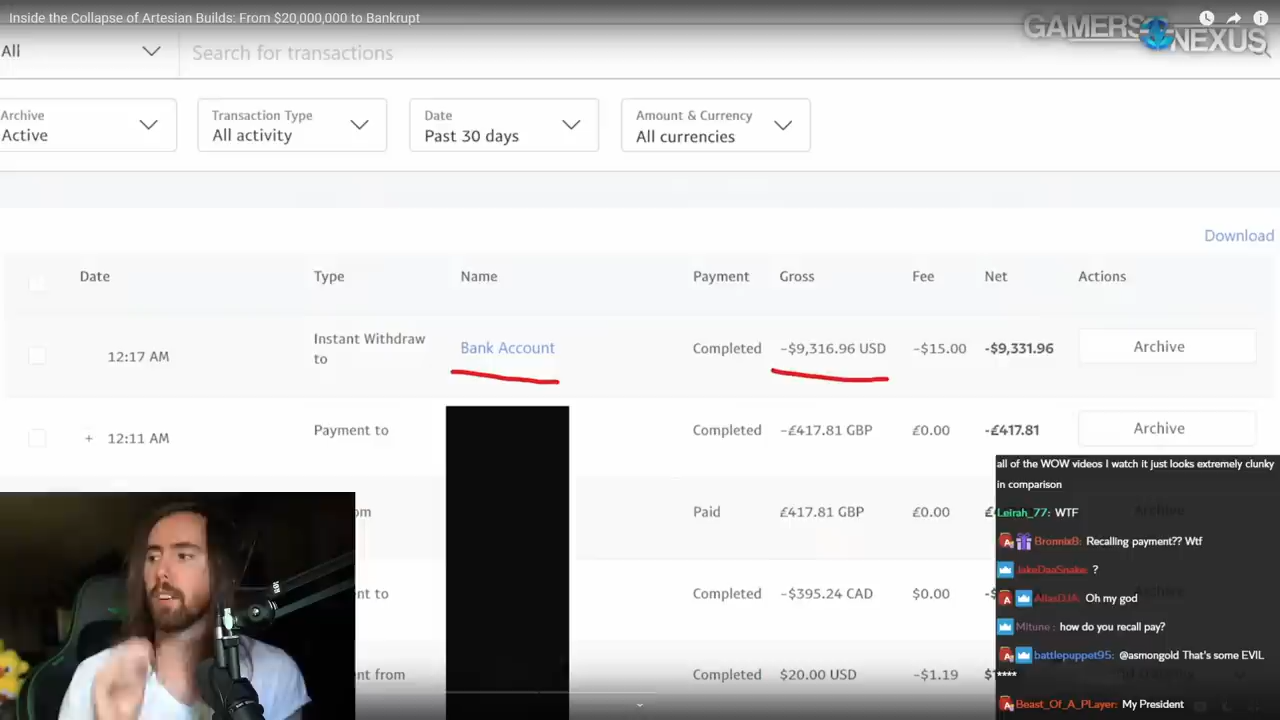 Inside the Collapse of Artesian Builds: From $20,000,000 to Bankrupt
GAMERS NEXUS
All
Search for transactions
Archive
Active
Transaction Type
All activity
Date
Past 30 days
Amount & Currency
All currencies
Download
Date Type Name Payment Gross Fee Net Actions
12:17 AM Instant Withdraw to Bank Account Completed -$9,316.96 USD -$15.00 -$9,331.96 Archive
+ 12:11 AM Payment to Completed -£417.81 GBP £0.00 -£417.81 Archive
om Paid £417.81 GBP £0.00
nt to Completed -$395.24 CAD $0.00
nt from Completed $20.00 USD -$1.19
all of the WOW videos I watch it just looks extremely clunky
in comparison
Leirah_77: WTF
Bronnix8: Recalling payment?? Wtf
JakeDaaSnake: ?
AllasDJA: Oh my god
Mitune: how do you recall pay?
battlepuppet95: @asmongold That's some EVIL
****
Beast_Of_A_PLayer: My President